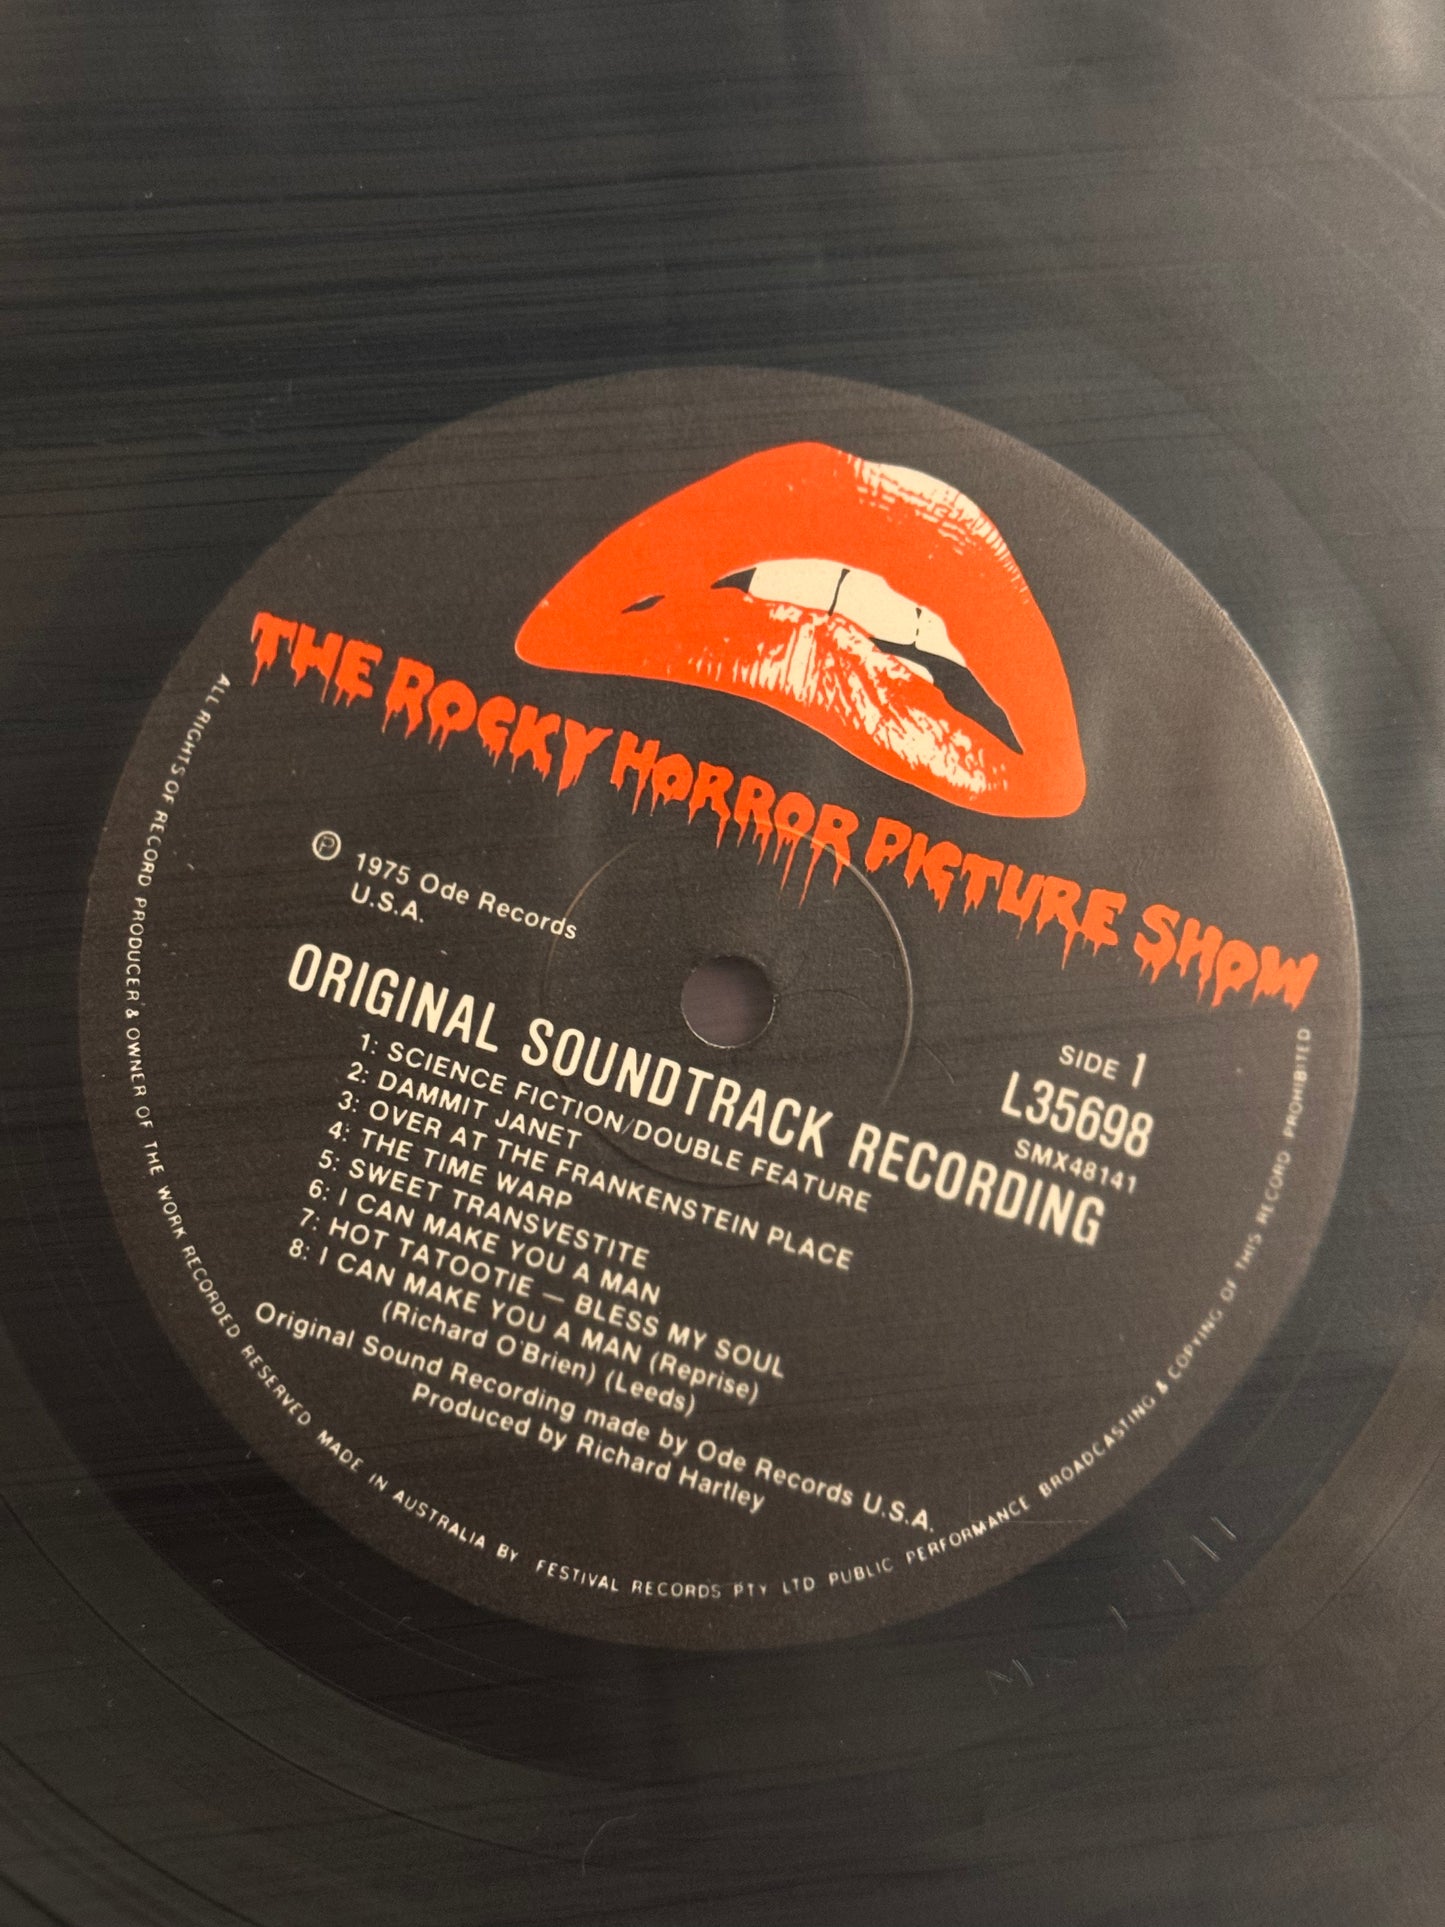 THE ROCKY HORROR PICTURE SHOW
Ⓟ 1975 Ode Records
U.S.A.
SIDE 1
L35698
SMX48141
ORIGINAL SOUNDTRACK RECORDING
1: SCIENCE FICTION/DOUBLE FEATURE
2: DAMMIT JANET
3: OVER AT THE FRANKENSTEIN PLACE
4: THE TIME WARP
5: SWEET TRANSVESTITE
6: I CAN MAKE YOU A MAN
7: HOT TATOOTIE — BLESS MY SOUL
8: I CAN MAKE YOU A MAN (Reprise)
(Richard O'Brien) (Leeds)
Original Sound Recording made by Ode Records U.S.A.
Produced by Richard Hartley
ALL RIGHTS OF RECORD PRODUCER & OWNER OF THE WORK RECORDED RESERVED MADE IN AUSTRALIA BY FESTIVAL RECORDS PTY LTD PUBLIC PERFORMANCE BROADCASTING & COPYING OF THIS RECORD PROHIBITED